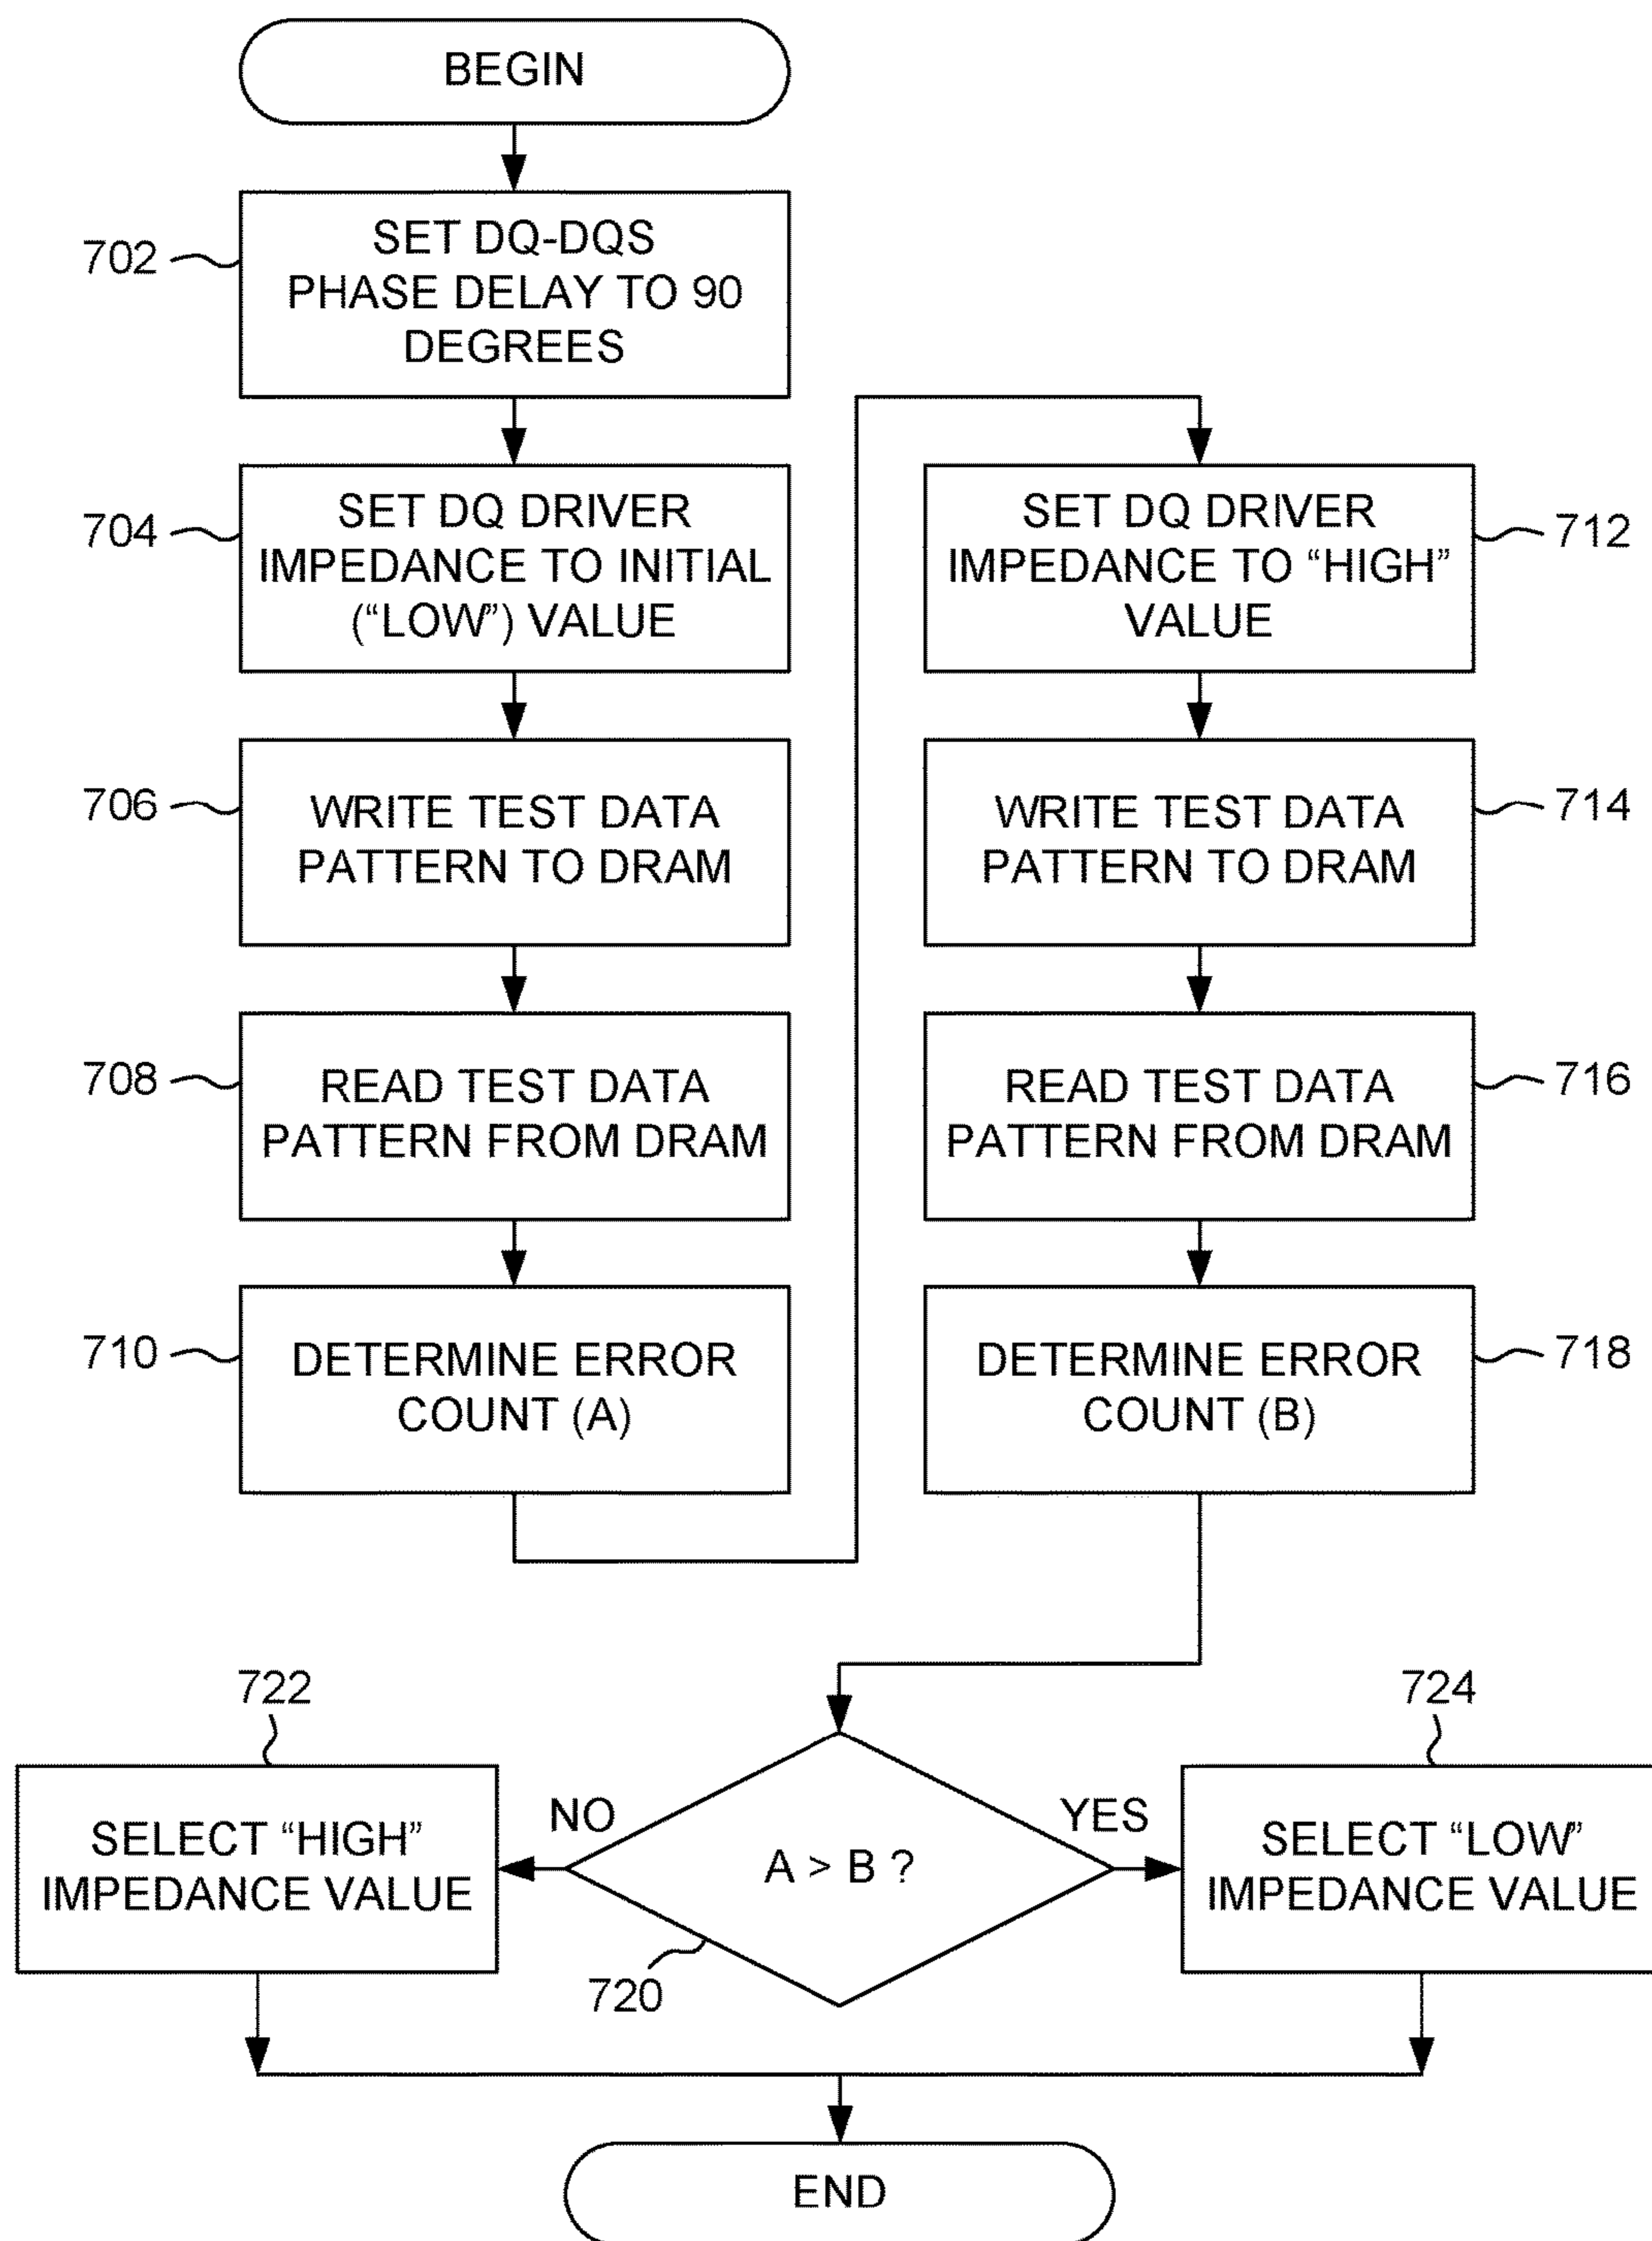 BEGIN
702
SET DQ-DQS
PHASE DELAY TO 90
DEGREES
704
SET DQ DRIVER
IMPEDANCE TO INITIAL
(“LOW”) VALUE
706
WRITE TEST DATA
PATTERN TO DRAM
708
READ TEST DATA
PATTERN FROM DRAM
710
DETERMINE ERROR
COUNT (A)
SET DQ DRIVER
IMPEDANCE TO “HIGH”
VALUE
712
WRITE TEST DATA
PATTERN TO DRAM
714
READ TEST DATA
PATTERN FROM DRAM
716
DETERMINE ERROR
COUNT (B)
718
722
SELECT “HIGH”
IMPEDANCE VALUE
NO
A > B ?
720
YES
724
SELECT “LOW”
IMPEDANCE VALUE
END